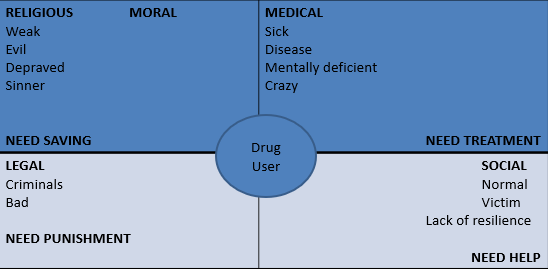 RELIGIOUS MORAL
Weak
Evil
Depraved
Sinner
NEED SAVING
MEDICAL
Sick
Disease
Mentally deficient
Crazy
NEED TREATMENT
Drug
User
LEGAL
Criminals
Bad
NEED PUNISHMENT
SOCIAL
Normal
Victim
Lack of resilience
NEED HELP